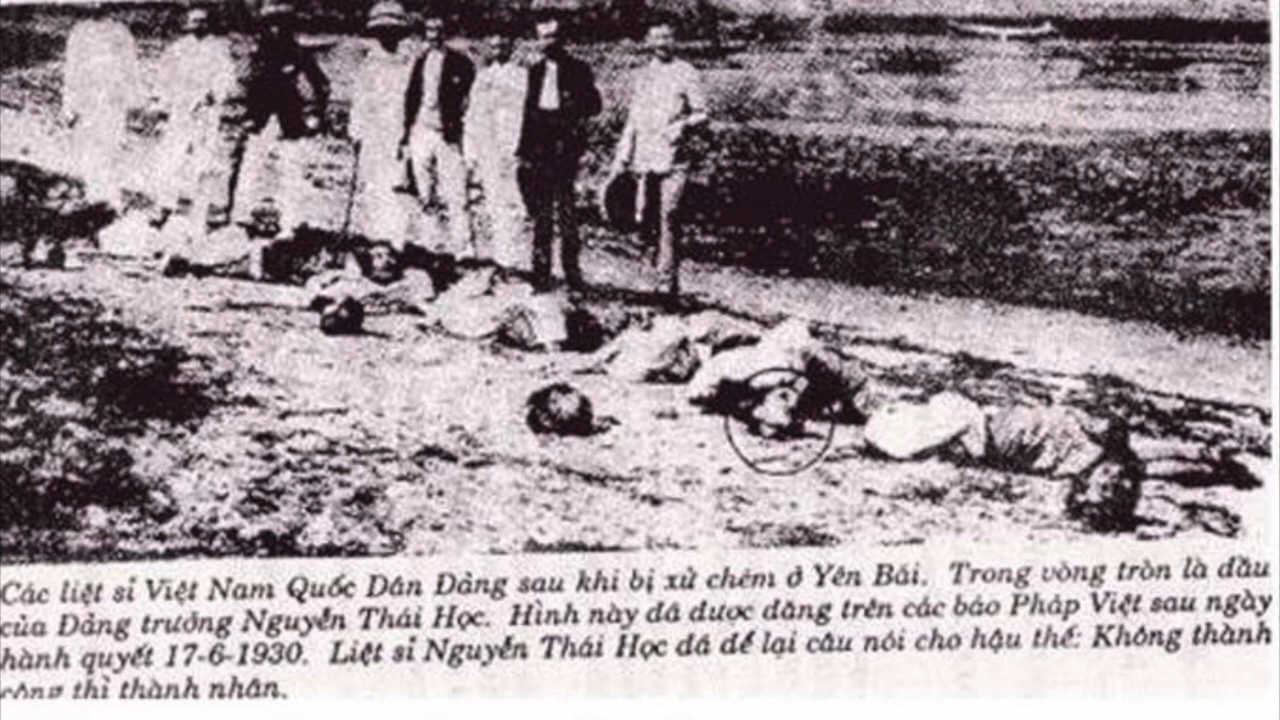 Các liệt sĩ Việt Nam Quốc Dân Đảng sau khi bị xử chém ở Yên Bái. Trong vòng tròn là đầu
của Đảng trưởng Nguyễn Thái Học. Hình này đã được đăng trên các báo Pháp Việt sau ngày
hành quyết 17-6-1930. Liệt sĩ Nguyễn Thái Học đã để lại câu nói cho hậu thế: Không thành
công thì thành nhân.